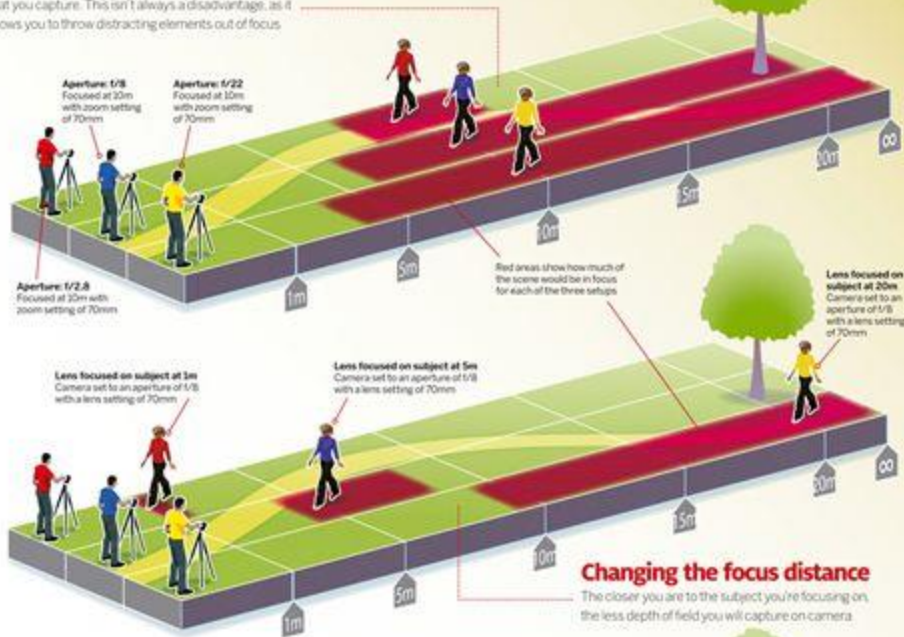 at you capture. This isn't always a disadvantage, as it
ows you to throw distracting elements out of focus
Aperture: f/8
Focused at 10m
with zoom setting
of 70mm
Aperture: f/22
Focused at 10m
with zoom setting
of 70mm
Aperture: f/2.8
Focused at 10m with
zoom setting of 70mm
1m
5m
10m
15m
20m
∞
Red areas show how much of
the scene would be in focus
for each of the three setups
Lens focused on
subject at 20m
Camera set to an
aperture of f/8
with a lens setting
of 70mm
Lens focused on subject at 1m
Camera set to an aperture of f/8
with a lens setting of 70mm
Lens focused on subject at 5m
Camera set to an aperture of f/8
with a lens setting of 70mm
1m
5m
10m
15m
20m
∞
Changing the focus distance
The closer you are to the subject you're focusing on,
the less depth of field you will capture on camera